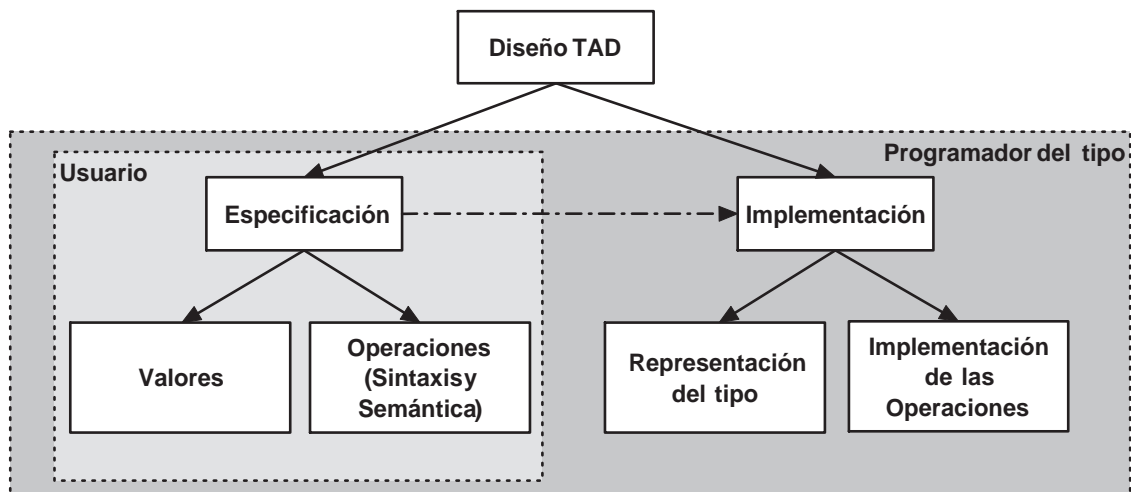 Diseño TAD
Programador del tipo
Usuario
Especificación
Implementación
Valores
Operaciones
(Sintaxisy
Semántica)
Representación
del tipo
Implementación
de las
Operaciones